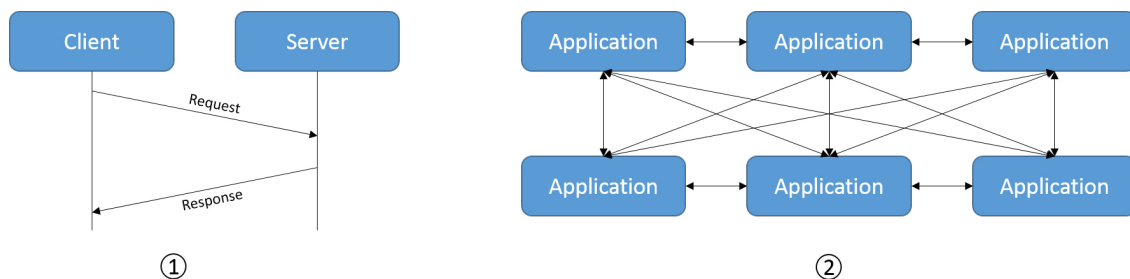 Client
Server
Request
Response
①
Application
Application
Application
Application
Application
Application
②